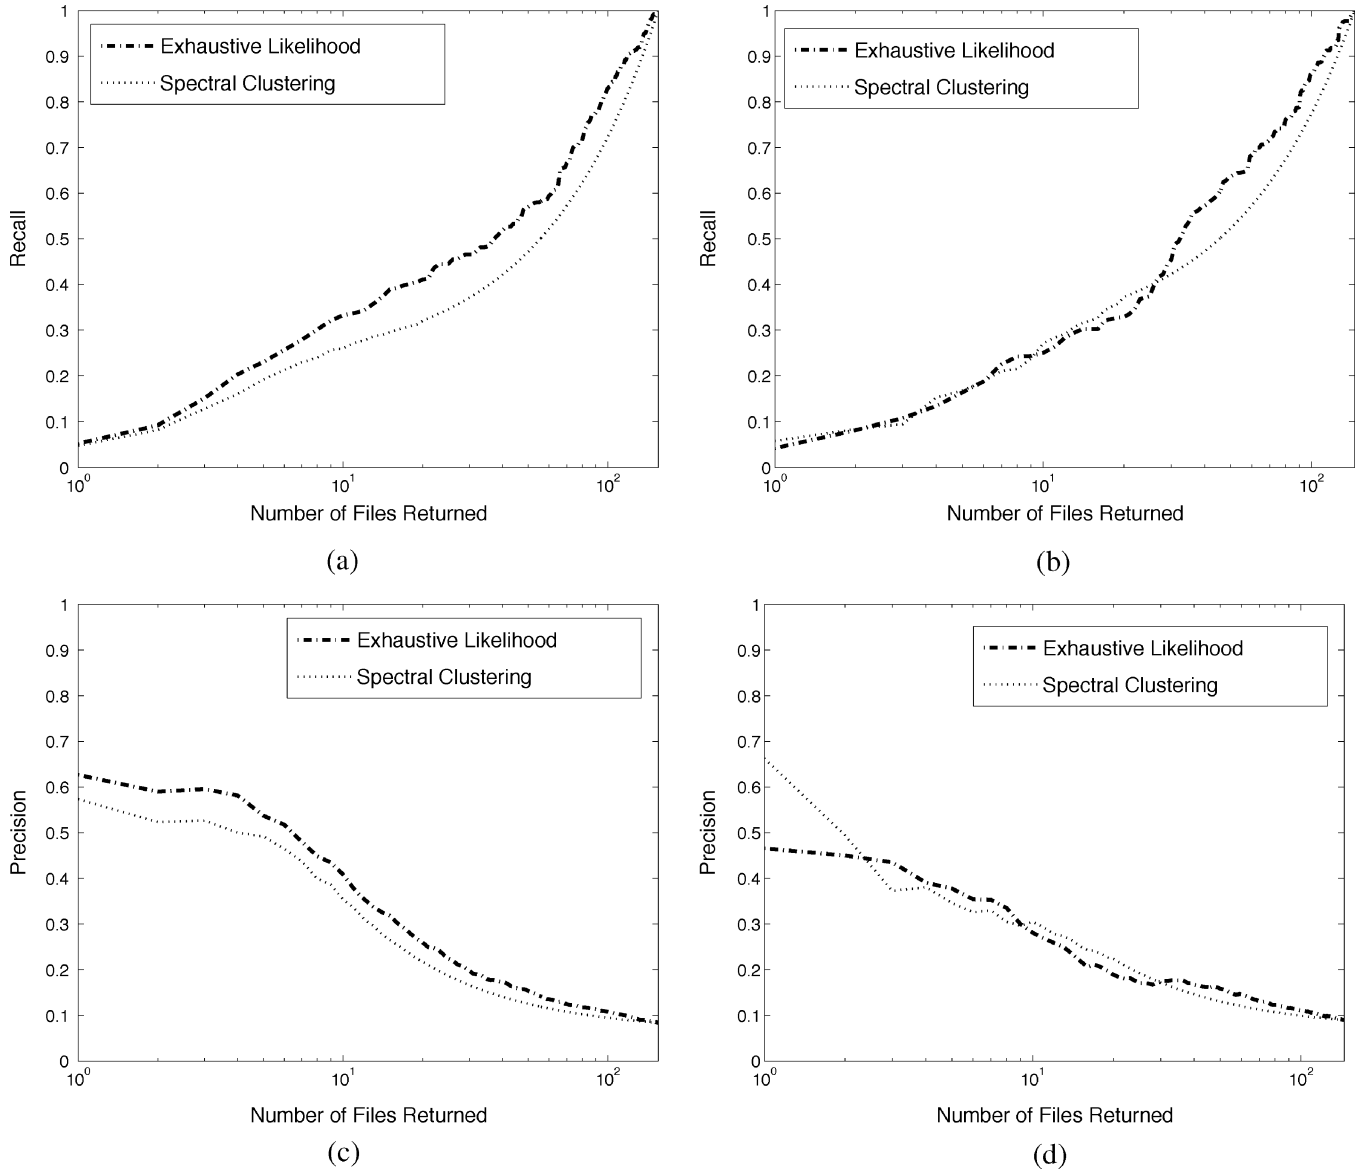 1
0.9
0.8
0.7
0.6
0.5
0.4
0.3
0.2
0.1
0
Recall
Exhaustive Likelihood
Spectral Clustering
10^0
10^1
10^2
Number of Files Returned
(a)
1
0.9
0.8
0.7
0.6
0.5
0.4
0.3
0.2
0.1
0
Recall
Exhaustive Likelihood
Spectral Clustering
10^0
10^1
10^2
Number of Files Returned
(b)
1
0.9
0.8
0.7
0.6
0.5
0.4
0.3
0.2
0.1
0
Precision
Exhaustive Likelihood
Spectral Clustering
10^0
10^1
10^2
Number of Files Returned
(c)
1
0.9
0.8
0.7
0.6
0.5
0.4
0.3
0.2
0.1
0
Precision
Exhaustive Likelihood
Spectral Clustering
10^0
10^1
10^2
Number of Files Returned
(d)